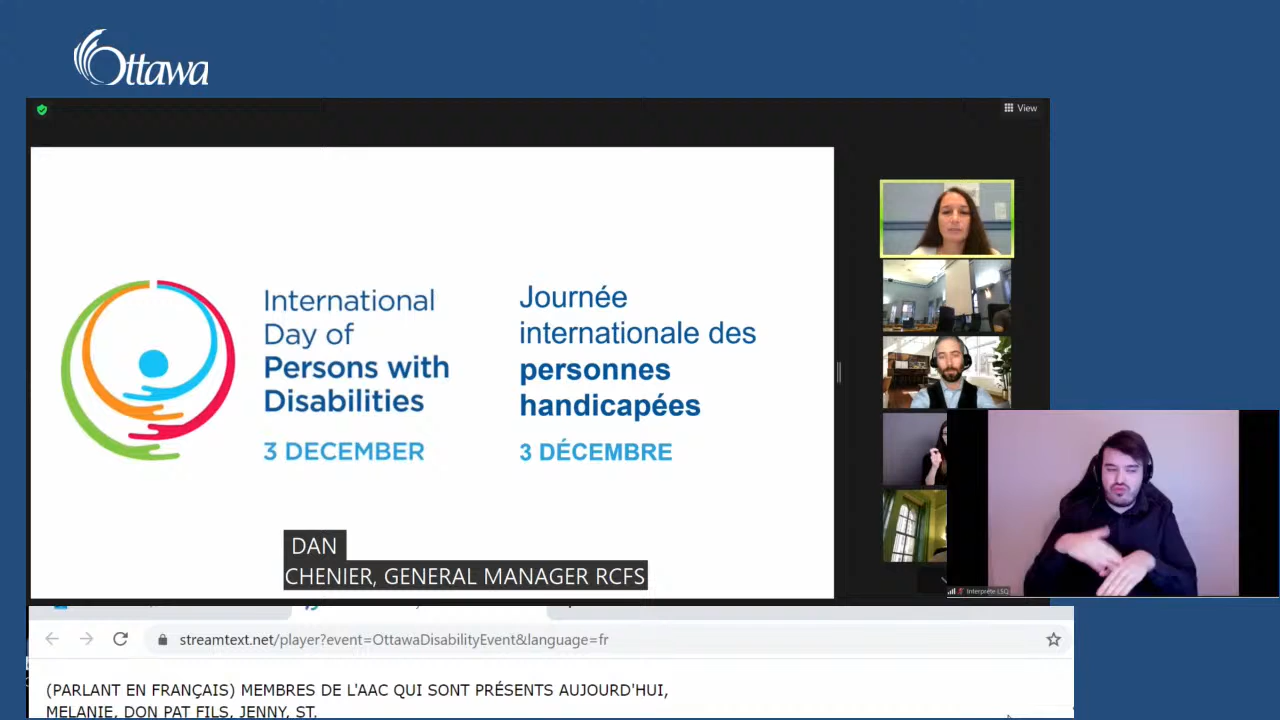 Ottawa
View
International
Day of
Persons with
Disabilities
3 DECEMBER
Journée
internationale des
personnes
handicapées
3 DÉCEMBRE
DAN
CHENIER, GENERAL MANAGER RCFS
Interprète LSQ
streamtext.net/player?event=OttawaDisabilityEvent&language=fr
(PARLANT EN FRANÇAIS) MEMBRES DE L'AAC QUI SONT PRÉSENTS AUJOURD'HUI,
MELANIE, DON PAT FILS, JENNY, ST.